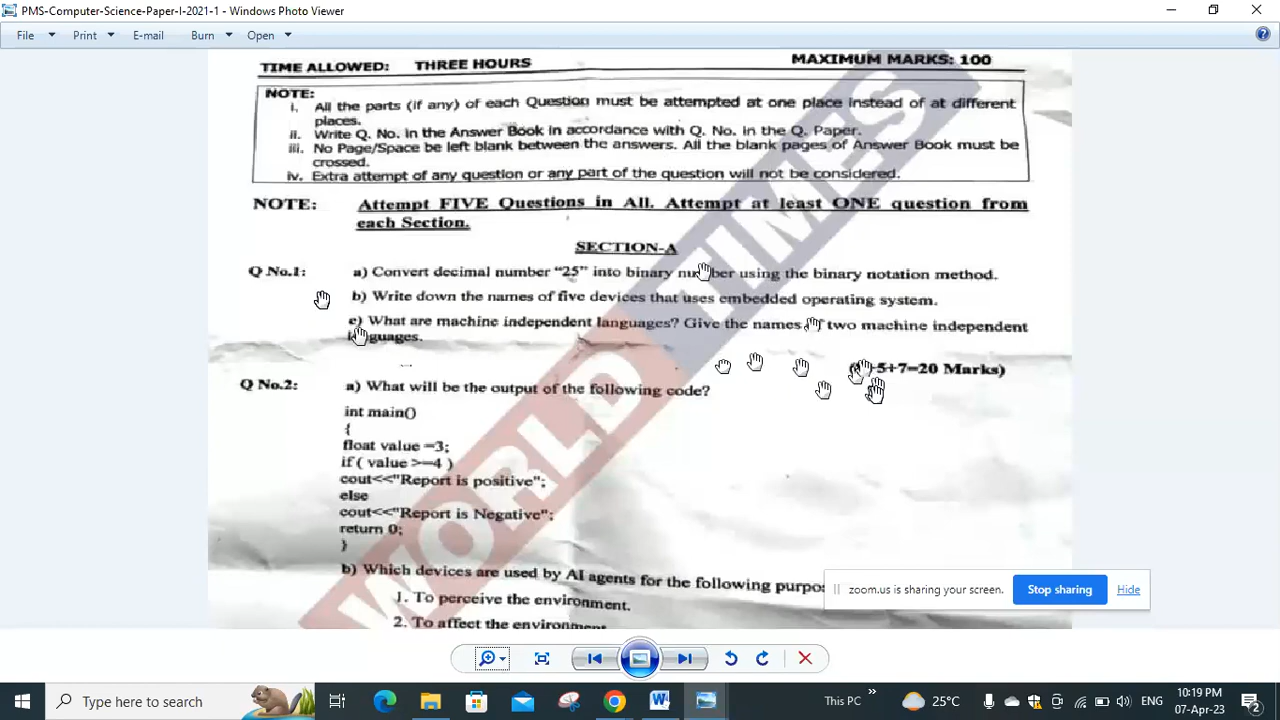 PMS-Computer-Science-Paper-I-2021-1 - Windows Photo Viewer
File Print E-mail Burn Open
TIME ALLOWED: THREE HOURS MAXIMUM MARKS: 100
NOTE:
i. All the parts (if any) of each Question must be attempted at one place instead of at different
places.
ii. Write Q. No. in the Answer Book in accordance with Q. No. in the Q. Paper.
iii. No Page/Space be left blank between the answers. All the blank pages of Answer Book must be
crossed.
iv. Extra attempt of any question or any part of the question will not be considered.
NOTE: Attempt FIVE Questions in All. Attempt at least ONE question from
each Section.
SECTION-A
Q No.1: a) Convert decimal number "25" into binary number using the binary notation method.
b) Write down the names of five devices that uses embedded operating system.
c) What are machine independent languages? Give the names two machine independent
languages.
+5+7=20 Marks)
Q No.2: a) What will be the output of the following code?
int main()
{
float value =3;
if ( value >=4 )
cout<<"Report is positive";
else
cout<<"Report is Negative";
return 0;
}
b) Which devices are used by AI agents for the following
1. To perceive the environment.
2. To affect the environment
WORLD TIMES
zoom.us is sharing your screen. Stop sharing Hide
Type here to search
This PC
25°C
ENG
10:19 PM
07-Apr-23
2